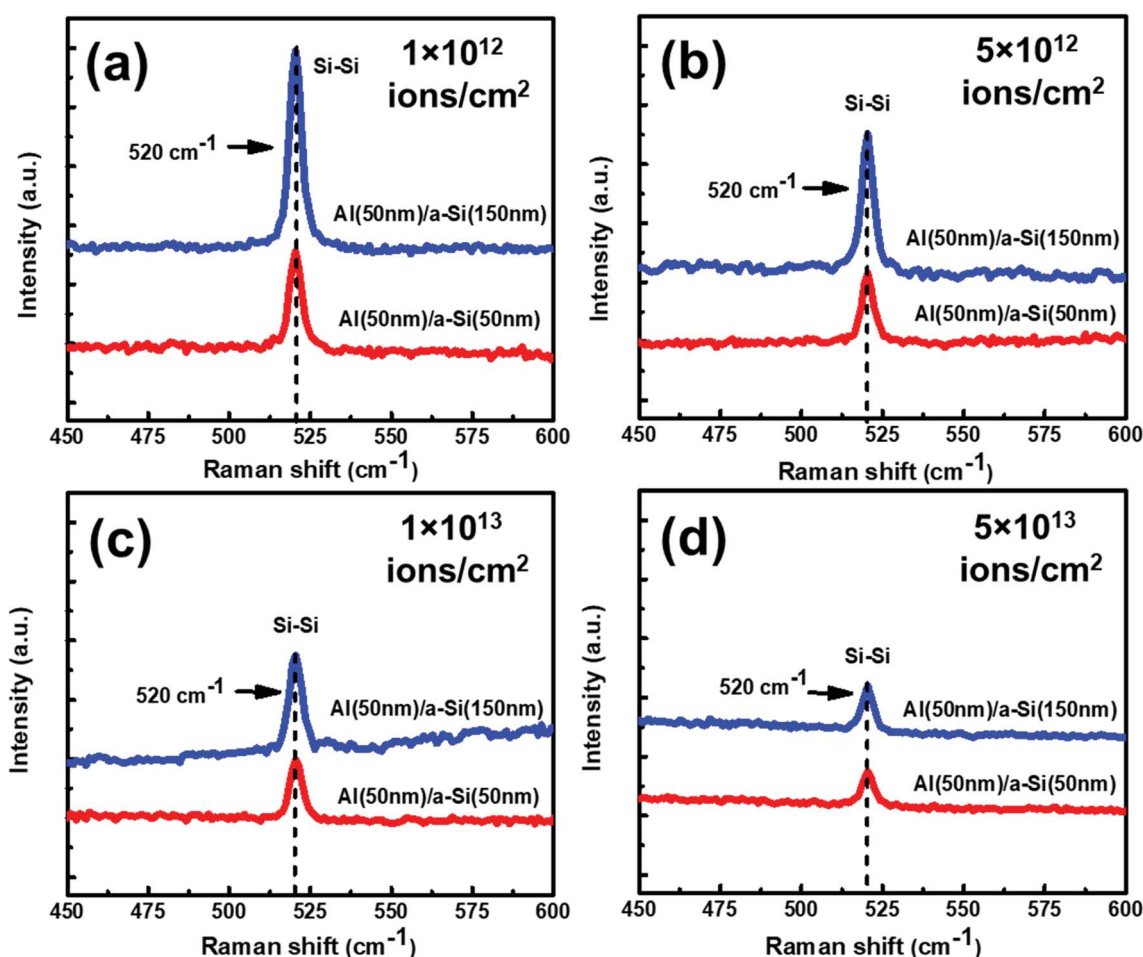 (a)
1×10¹²
ions/cm²
Si-Si
520 cm⁻¹
Al(50nm)/a-Si(150nm)
Al(50nm)/a-Si(50nm)
Intensity (a.u.)
450 475 500 525 550 575 600
Raman shift (cm⁻¹)
(b)
5×10¹²
ions/cm²
Si-Si
520 cm⁻¹
Al(50nm)/a-Si(150nm)
Al(50nm)/a-Si(50nm)
Intensity (a.u.)
450 475 500 525 550 575 600
Raman shift (cm⁻¹)
(c)
1×10¹³
ions/cm²
Si-Si
520 cm⁻¹
Al(50nm)/a-Si(150nm)
Al(50nm)/a-Si(50nm)
Intensity (a.u.)
450 475 500 525 550 575 600
Raman shift (cm⁻¹)
(d)
5×10¹³
ions/cm²
Si-Si
520 cm⁻¹
Al(50nm)/a-Si(150nm)
Al(50nm)/a-Si(50nm)
Intensity (a.u.)
450 475 500 525 550 575 600
Raman shift (cm⁻¹)